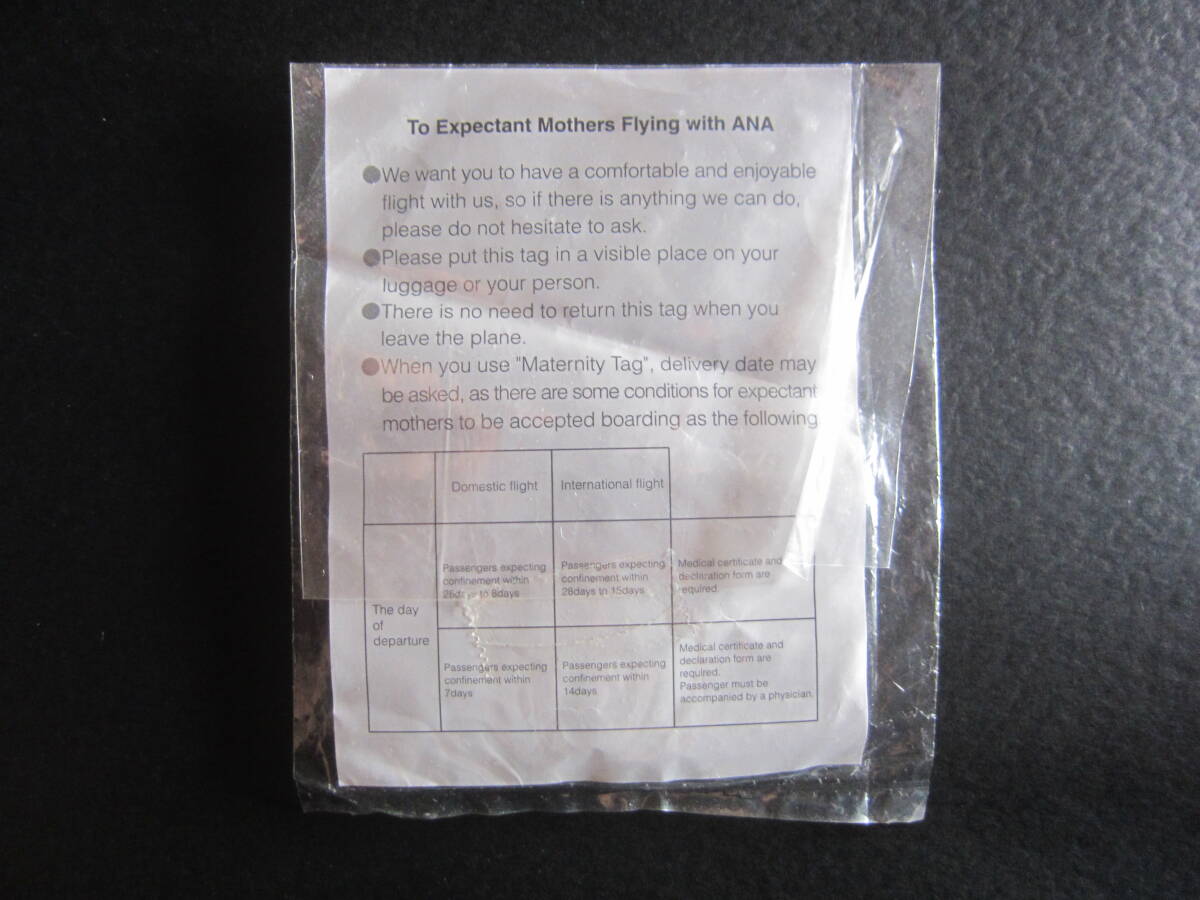 To Expectant Mothers Flying with ANA
●We want you to have a comfortable and enjoyable
flight with us, so if there is anything we can do,
please do not hesitate to ask.
●Please put this tag in a visible place on your
luggage or your person.
●There is no need to return this tag when you
leave the plane.
●When you use "Maternity Tag", delivery date may
be asked, as there are some conditions for expectant
mothers to be accepted boarding as the following
Domestic flight
International flight
The day
of
departure
Passengers expecting
confinement within
to 8days
Passengers expecting
confinement within
28days to 15days
Medical certificate and
declaration form are
required.
Passengers expecting
confinement within
7days
Passengers expecting
confinement within
14days
Medical certificate and
declaration form are
required.
Passenger must be
accompanied by a physician.